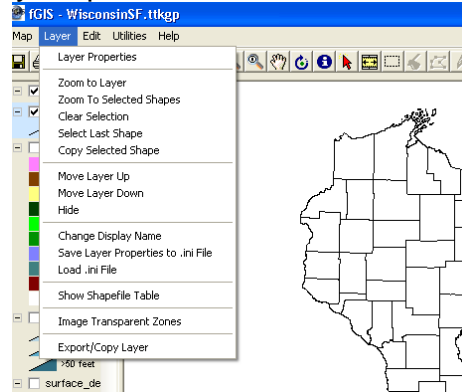 fGIS - WisconsinSF.ttkgp
Map Layer Edit Utilities Help
Layer Properties
Zoom to Layer
Zoom To Selected Shapes
Clear Selection
Select Last Shape
Copy Selected Shape
Move Layer Up
Move Layer Down
Hide
Change Display Name
Save Layer Properties to .ini File
Load .ini File
Show Shapefile Table
Image Transparent Zones
Export/Copy Layer
>50 feet
surface_de